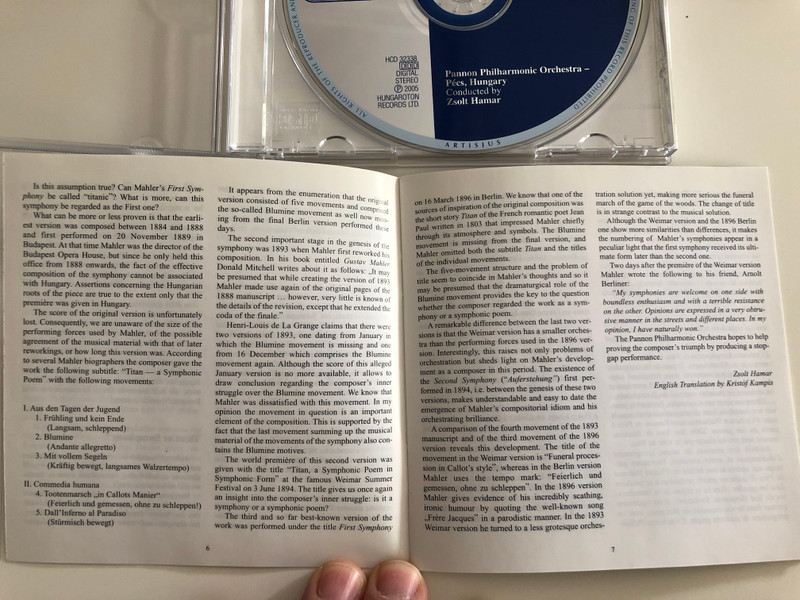 ALL RIGHTS OF THE REPRODUCER AND
NG OF THIS RECORD PROHIBITED
HCD 32338
DDD
DIGITAL
STEREO
Ⓟ 2005
HUNGAROTON
RECORDS LTD.
Pannon Philharmonic Orchestra –
Pécs, Hungary
Conducted by
Zsolt Hamar
ARTISJUS
Is this assumption true? Can Mahler's First Sym-
phony be called "titanic"? What is more, can this
symphony be regarded as the First one?
What can be more or less proven is that the earli-
est version was composed between 1884 and 1888
and first performed on 20 November 1889 in
Budapest. At that time Mahler was the director of the
Budapest Opera House, but since he only held this
office from 1888 onwards, the fact of the effective
composition of the symphony cannot be associated
with Hungary. Assertions concerning the Hungarian
roots of the piece are true to the extent only that the
première was given in Hungary.
The score of the original version is unfortunately
lost. Consequently, we are unaware of the size of the
performing forces used by Mahler, of the possible
agreement of the musical material with that of later
reworkings, or how long this version was. According
to several Mahler biographers the composer gave the
work the following subtitle: "Titan — a Symphonic
Poem" with the following movements:
I. Aus den Tagen der Jugend
1. Frühling und kein Ende
(Langsam, schleppend)
2. Blumine
(Andante allegretto)
3. Mit vollem Segeln
(Kräftig bewegt, langsames Walzertempo)
II. Commedia humana
4. Tootenmarsch „in Callots Manier"
(Feierlich und gemessen, ohne zu schleppen!)
5. Dall'Inferno al Paradiso
(Stürmisch bewegt)
It appears from the enumeration that the original
version consisted of five movements and comprised
the so-called Blumine movement as well now miss-
ing from the final Berlin version performed these
days.
The second important stage in the genesis of the
symphony was 1893 when Mahler first reworked his
composition. In his book entitled Gustav Mahler
Donald Mitchell writes about it as follows: „It may
be presumed that while creating the version of 1893
Mahler made use again of the original pages of the
1888 manuscript ... however, very little is known of
the details of the revision, except that he extended the
coda of the finale."
Henri-Louis de La Grange claims that there were
two versions of 1893, one dating from January in
which the Blumine movement is missing and one
from 16 December which comprises the Blumine
movement again. Although the score of this alleged
January version is no more available, it allows to
draw conclusion regarding the composer's inner
struggle over the Blumine movement. We know that
Mahler was dissatisfied with this movement. In my
opinion the movement in question is an important
element of the composition. This is supported by the
fact that the last movement summing up the musical
material of the movements of the symphony also con-
tains the Blumine motives.
The world première of this second version was
given with the title "Titan, a Symphonic Poem in
Symphonic Form" at the famous Weimar Summer
Festival on 3 June 1894. The title gives us once again
an insight into the composer's inner struggle: is it a
symphony or a symphonic poem?
The third and so far best-known version of the
work was performed under the title First Symphony
6
on 16 March 1896 in Berlin. We know that one of the
sources of inspiration of the original composition was
the short story Titan of the French romantic poet Jean
Paul written in 1803 that impressed Mahler chiefly
through its atmosphere and symbols. The Blumine
movement is missing from the final version, and
Mahler omitted both the subtitle Titan and the titles
of the individual movements.
The five-movement structure and the problem of
title seem to coincide in Mahler's thoughts and so it
may be presumed that the dramaturgical role of the
Blumine movement provides the key to the question
whether the composer regarded the work as a sym-
phony or a symphonic poem.
A remarkable difference between the last two ver-
sions is that the Weimar version has a smaller orches-
tra than the performing forces used in the 1896 ver-
sion. Interestingly, this raises not only problems of
orchestration but sheds light on Mahler's develop-
ment as a composer in this period. The existence of
the Second Symphony ("Auferstehung") first per-
formed in 1894, i.e. between the genesis of these two
versions, makes understandable and easy to date the
emergence of Mahler's compositorial idiom and his
orchestrating brilliance.
A comparison of the fourth movement of the 1893
manuscript and of the third movement of the 1896
version reveals this development. The title of the
movement in the Weimar version is "Funeral proces-
sion in Callot's style", whereas in the Berlin version
Mahler uses the tempo mark: "Feierlich und
gemessen, ohne zu schleppen". In the 1896 version
Mahler gives evidence of his incredibly scathing,
ironic humour by quoting the well-known song
„Frère Jacques" in a parodistic manner. In the 1893
Weimar version he turned to a less grotesque orches-
tration solution yet, making more serious the funeral
march of the game of the woods. The change of title
is in strange contrast to the musical solution.
Although the Weimar version and the 1896 Berlin
one show more similarities than differences, it makes
the numbering of Mahler's symphonies appear in a
peculiar light that the first symphony received its ulti-
mate form later than the second one.
Two days after the première of the Weimar version
Mahler wrote the following to his friend, Arnolt
Berliner:
"My symphonies are welcome on one side with
boundless enthusiasm and with a terrible resistance
on the other. Opinions are expressed in a very obtru-
sive manner in the streets and different places. In my
opinion, I have naturally won."
The Pannon Philharmonic Orchestra hopes to help
proving the composer's triumph by producing a stop-
gap performance.
Zsolt Hamar
English Translation by Kristóf Kampis
7